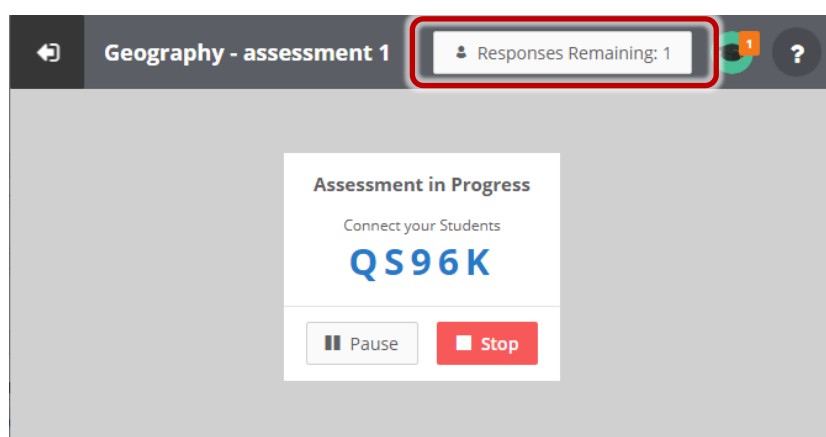 Geography - assessment 1
Responses Remaining: 1
1
?
Assessment in Progress
Connect your Students
QS96K
Pause
Stop